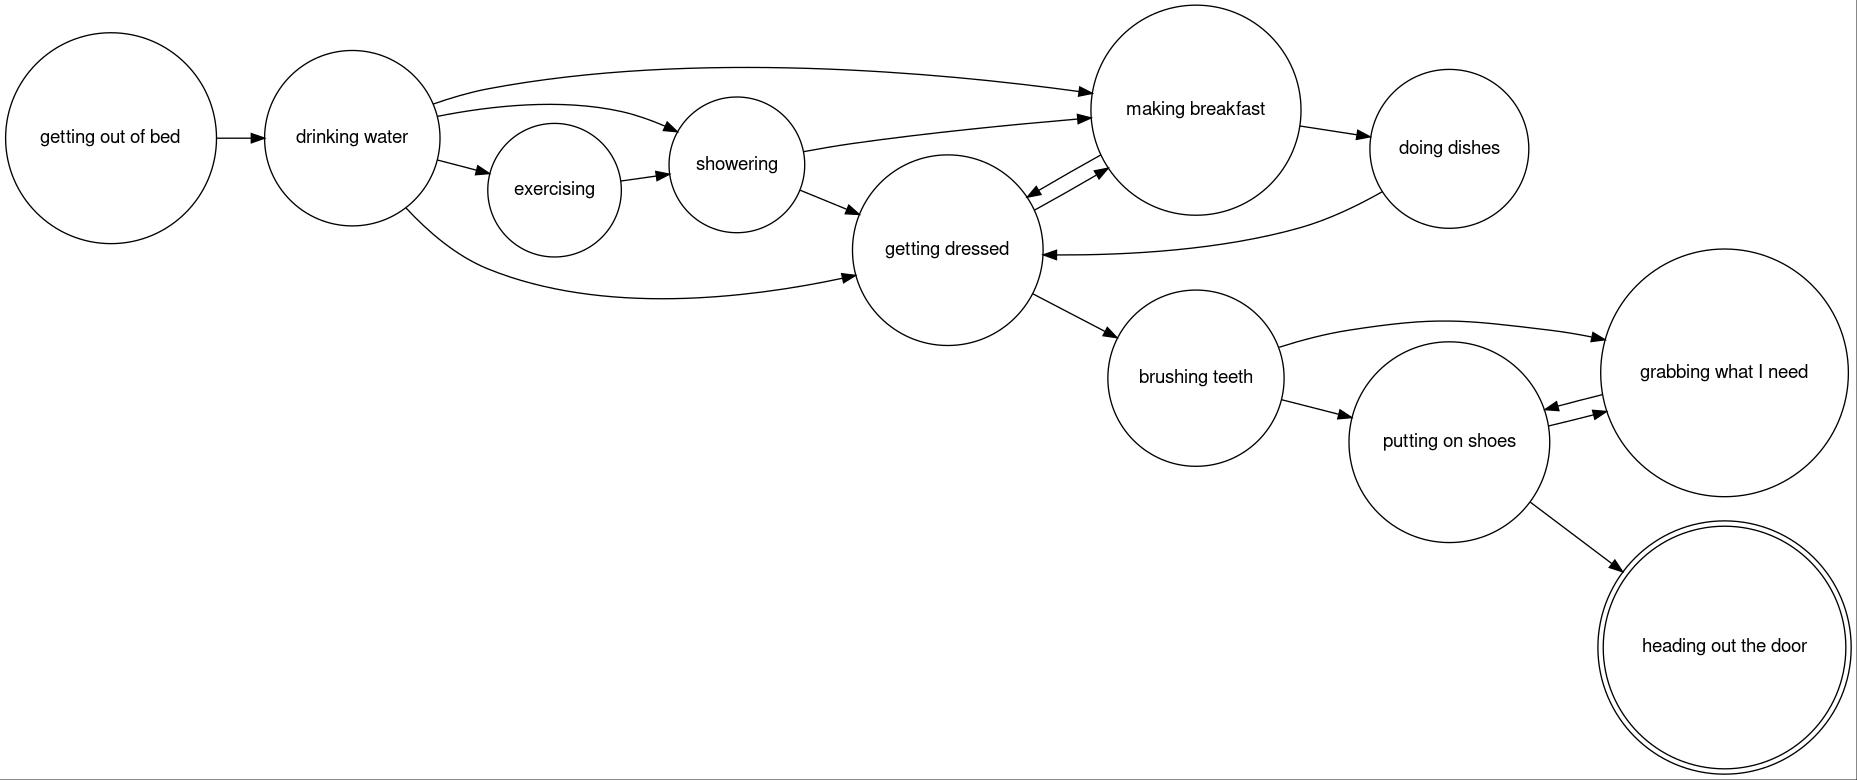 getting out of bed
drinking water
exercising
showering
making breakfast
getting dressed
doing dishes
brushing teeth
putting on shoes
grabbing what I need
heading out the door